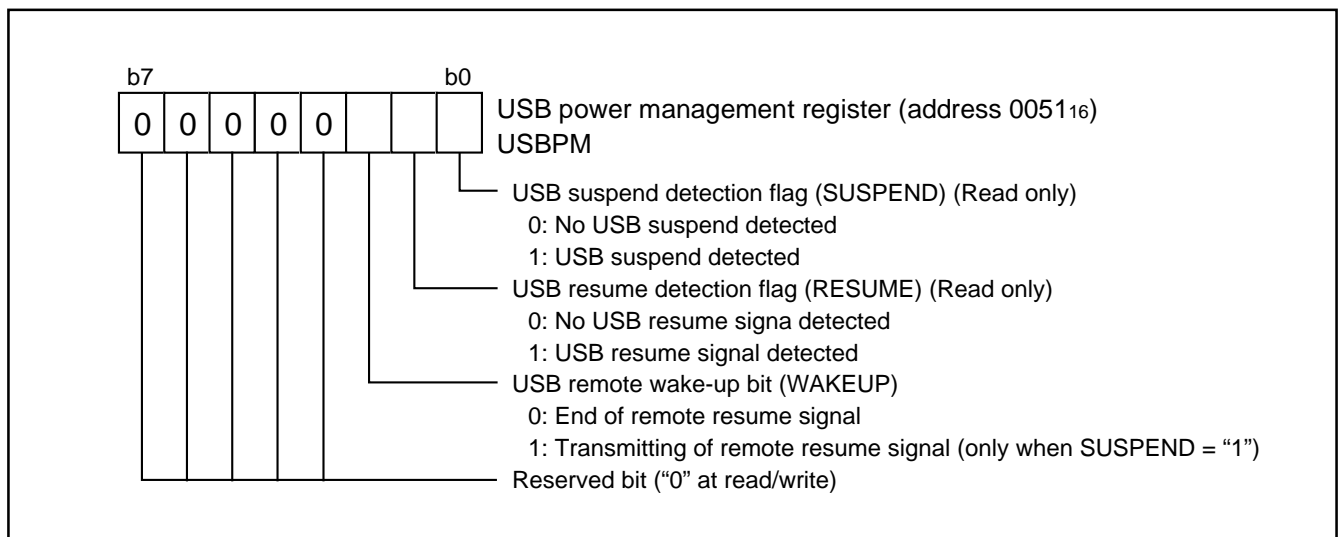 b7 b0
0 0 0 0 0
USB power management register (address 005116)
USBPM
USB suspend detection flag (SUSPEND) (Read only)
0: No USB suspend detected
1: USB suspend detected
USB resume detection flag (RESUME) (Read only)
0: No USB resume signa detected
1: USB resume signal detected
USB remote wake-up bit (WAKEUP)
0: End of remote resume signal
1: Transmitting of remote resume signal (only when SUSPEND = “1”)
Reserved bit (“0” at read/write)